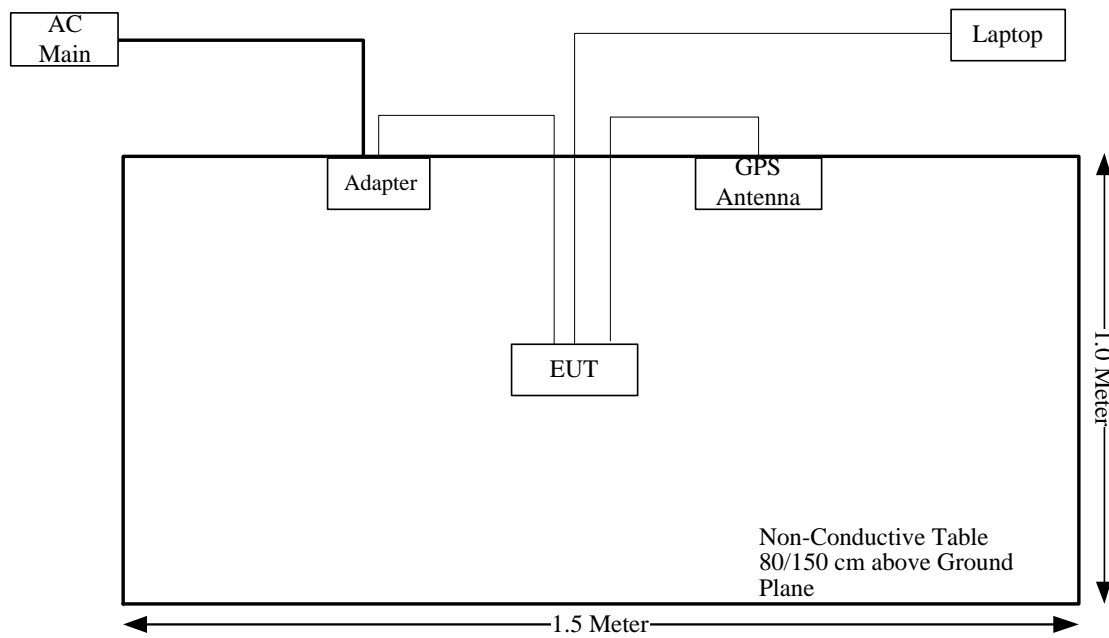 AC
Main
Laptop
Adapter
GPS
Antenna
EUT
1.0 Meter
Non-Conductive Table
80/150 cm above Ground
Plane
1.5 Meter